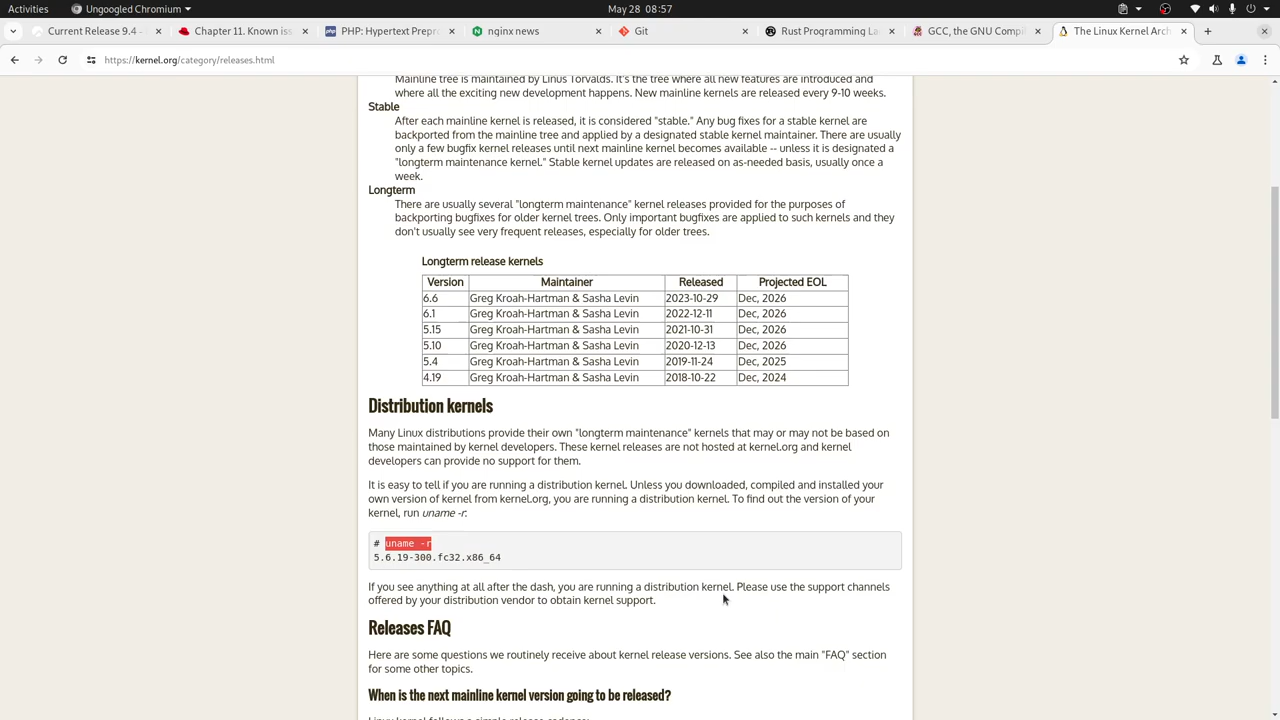 Activities
Ungoogled Chromium
May 28 08:57
Current Release 9.4 -
Chapter 11. Known iss
PHP: Hypertext Prepro
nginx news
Git
Rust Programming La
GCC, the GNU Compil
The Linux Kernel Arch
https://kernel.org/category/releases.html
Mainline tree is maintained by Linus Torvalds. It's the tree where all new features are introduced and
where all the exciting new development happens. New mainline kernels are released every 9-10 weeks.
Stable
After each mainline kernel is released, it is considered "stable." Any bug fixes for a stable kernel are
backported from the mainline tree and applied by a designated stable kernel maintainer. There are usually
only a few bugfix kernel releases until next mainline kernel becomes available -- unless it is designated a
"longterm maintenance kernel." Stable kernel updates are released on as-needed basis, usually once a
week.
Longterm
There are usually several "longterm maintenance" kernel releases provided for the purposes of
backporting bugfixes for older kernel trees. Only important bugfixes are applied to such kernels and they
don't usually see very frequent releases, especially for older trees.
Longterm release kernels
Version Maintainer Released Projected EOL
6.6 Greg Kroah-Hartman & Sasha Levin 2023-10-29 Dec, 2026
6.1 Greg Kroah-Hartman & Sasha Levin 2022-12-11 Dec, 2026
5.15 Greg Kroah-Hartman & Sasha Levin 2021-10-31 Dec, 2026
5.10 Greg Kroah-Hartman & Sasha Levin 2020-12-13 Dec, 2026
5.4 Greg Kroah-Hartman & Sasha Levin 2019-11-24 Dec, 2025
4.19 Greg Kroah-Hartman & Sasha Levin 2018-10-22 Dec, 2024
Distribution kernels
Many Linux distributions provide their own "longterm maintenance" kernels that may or may not be based on
those maintained by kernel developers. These kernel releases are not hosted at kernel.org and kernel
developers can provide no support for them.
It is easy to tell if you are running a distribution kernel. Unless you downloaded, compiled and installed your
own version of kernel from kernel.org, you are running a distribution kernel. To find out the version of your
kernel, run uname -r:
# uname -r
5.6.19-300.fc32.x86_64
If you see anything at all after the dash, you are running a distribution kernel. Please use the support channels
offered by your distribution vendor to obtain kernel support.
Releases FAQ
Here are some questions we routinely receive about kernel release versions. See also the main "FAQ" section
for some other topics.
When is the next mainline kernel version going to be released?
Linux kernel follows a simple release cadence: